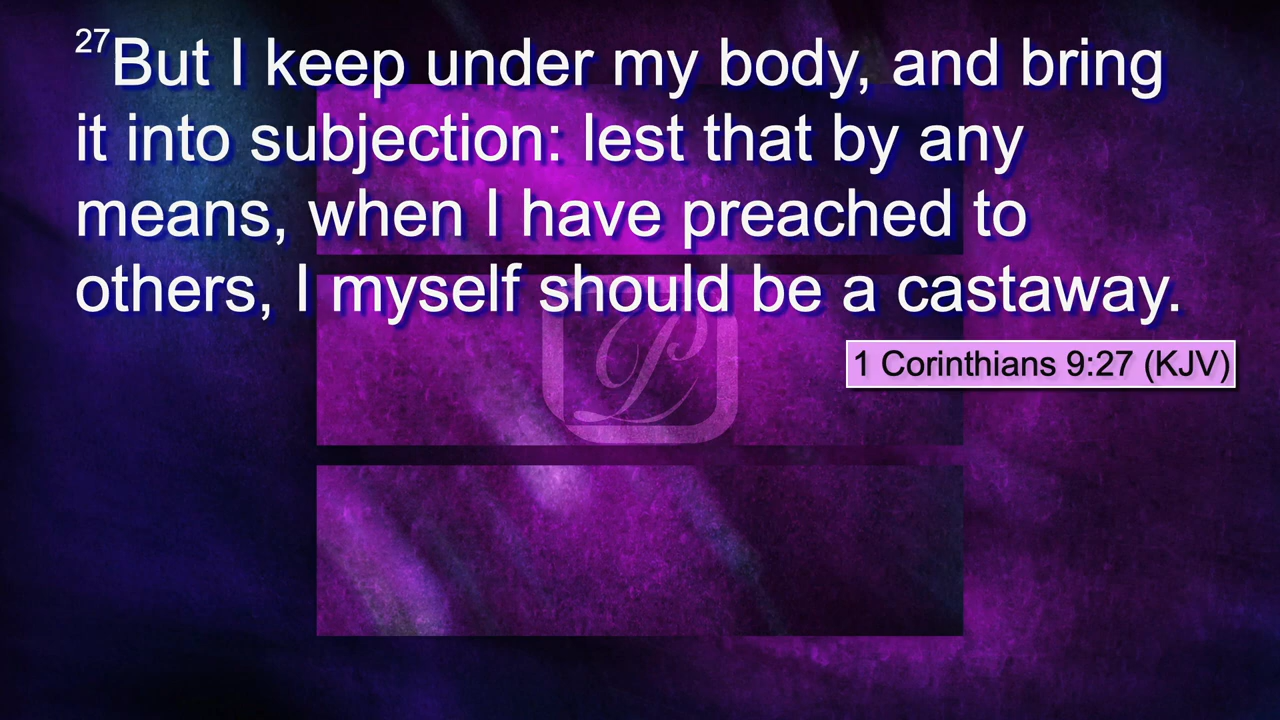 27But I keep under my body, and bring
it into subjection: lest that by any
means, when I have preached to
others, I myself should be a castaway.
1 Corinthians 9:27 (KJV)
P